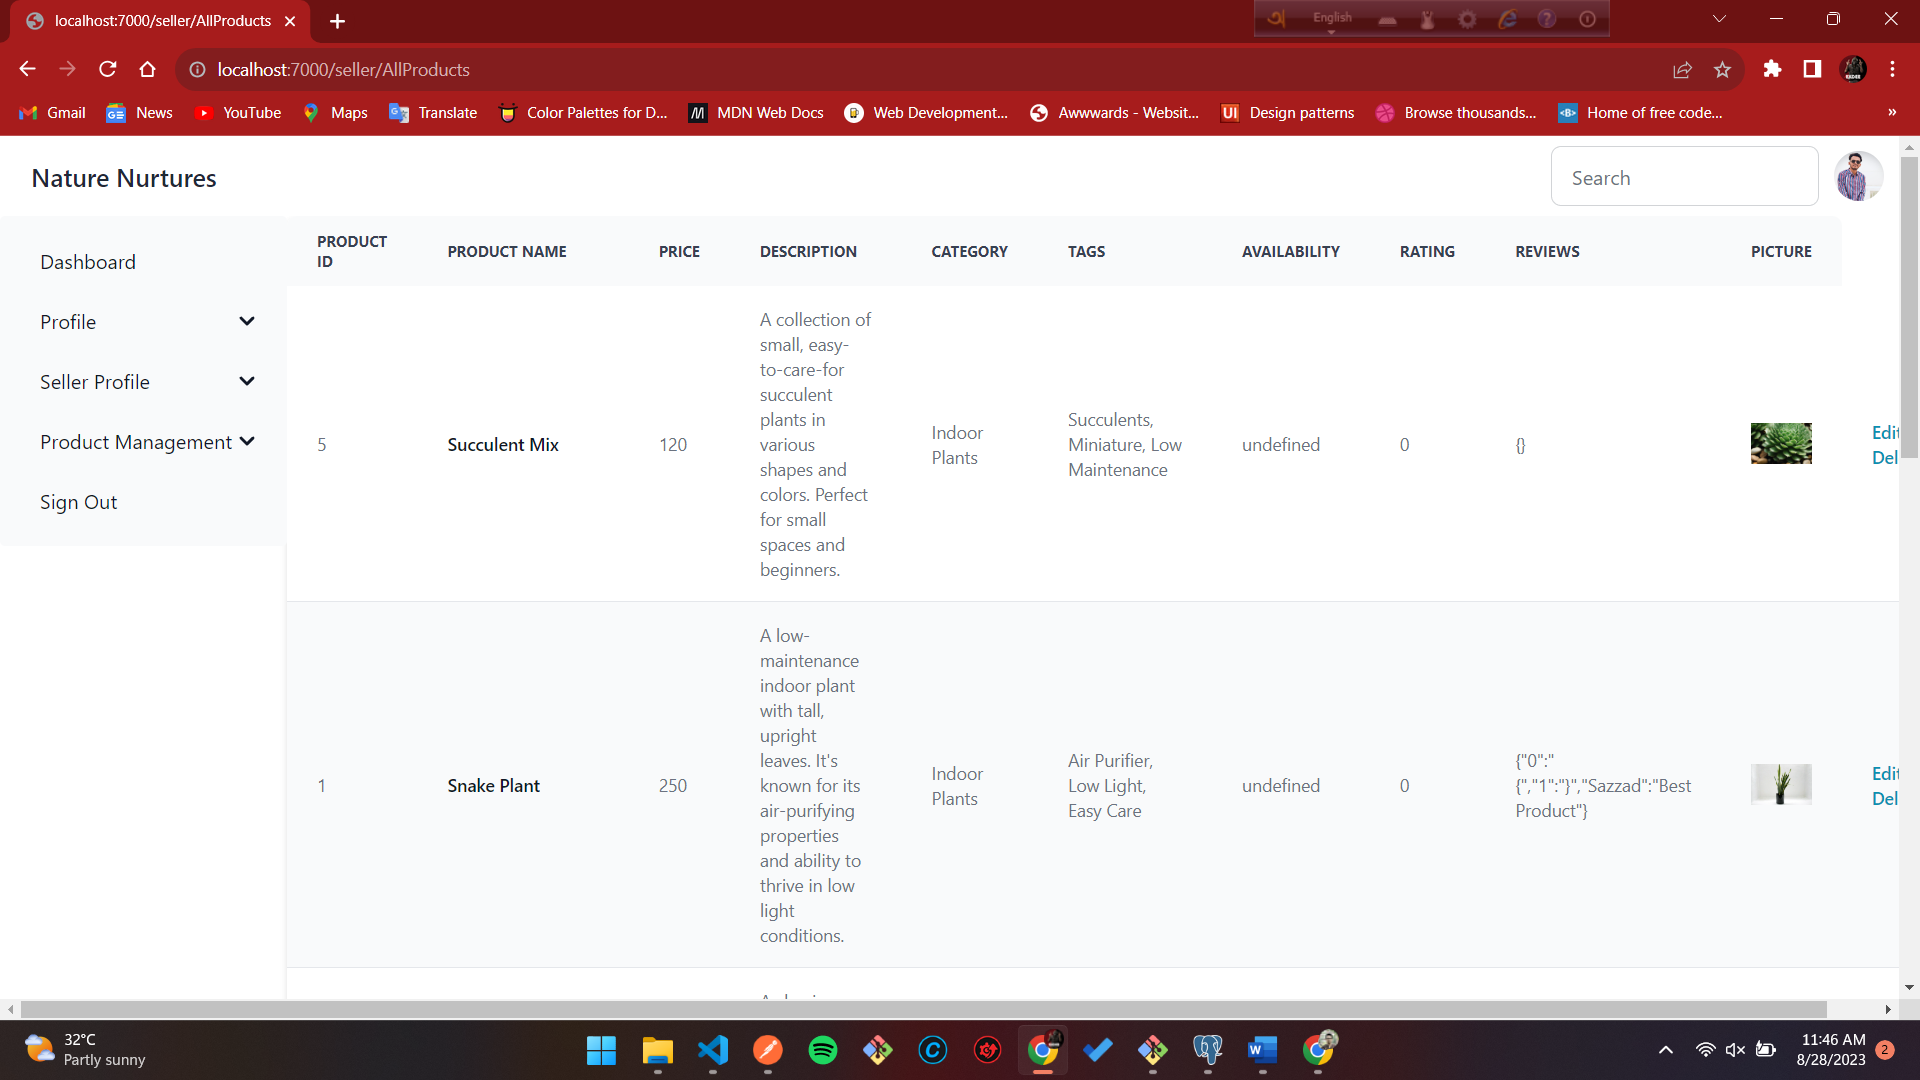 localhost:7000/seller/AllProducts
English
localhost:7000/seller/AllProducts
Gmail News YouTube Maps Translate Color Palettes for D... MDN Web Docs Web Development... Awwwards - Websit... UI Design patterns Browse thousands... Home of free code... »
Nature Nurtures
Search
Dashboard
Profile
Seller Profile
Product Management
Sign Out
PRODUCT
ID
PRODUCT NAME PRICE DESCRIPTION CATEGORY TAGS AVAILABILITY RATING REVIEWS PICTURE
5
Succulent Mix
120
A collection of
small, easy-
to-care-for
succulent
plants in
various
shapes and
colors. Perfect
for small
spaces and
beginners.
Indoor
Plants
Succulents,
Miniature, Low
Maintenance
undefined
0
{}
Edit
Del
1
Snake Plant
250
A low-
maintenance
indoor plant
with tall,
upright
leaves. It's
known for its
air-purifying
properties
and ability to
thrive in low
light
conditions.
Indoor
Plants
Air Purifier,
Low Light,
Easy Care
undefined
0
{"0":"
{","1":"}","Sazzad":"Best
Product"}
Edit
Del
32°C
Partly sunny
11:46 AM
8/28/2023
2